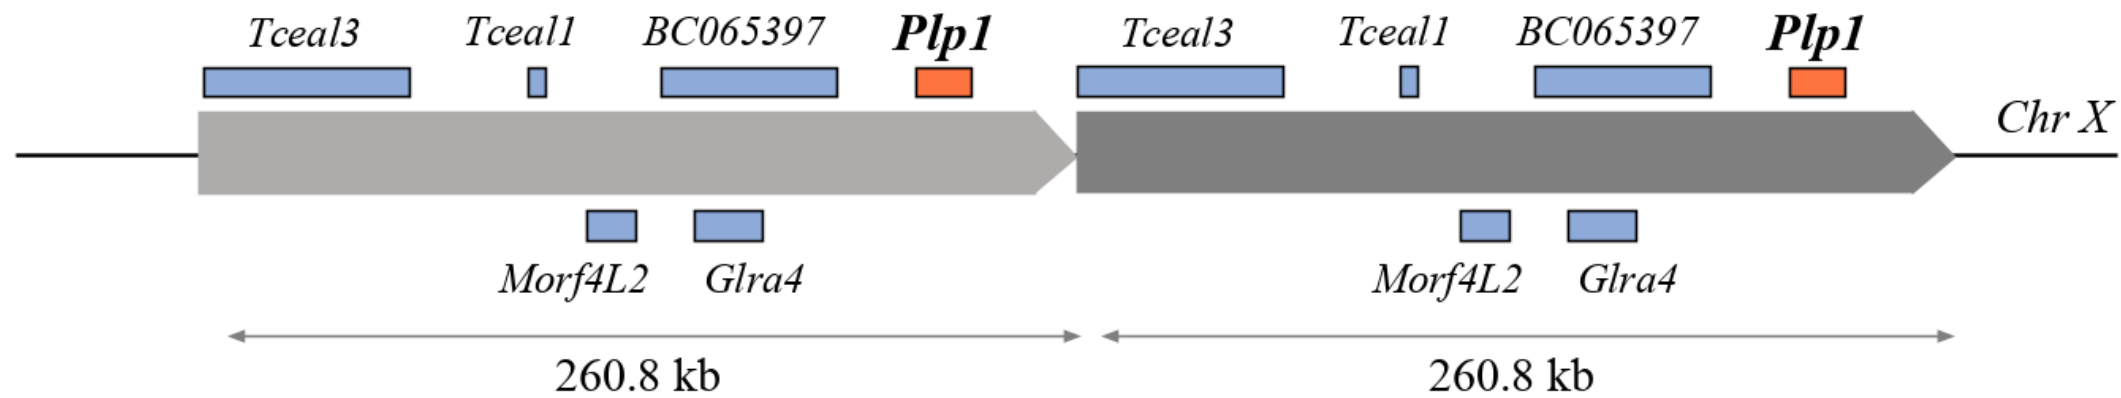 Tceal3 Tceal1 BC065397 Plp1 Tceal3 Tceal1 BC065397 Plp1
Chr X
Morf4L2 Glra4 Morf4L2 Glra4
260.8 kb 260.8 kb